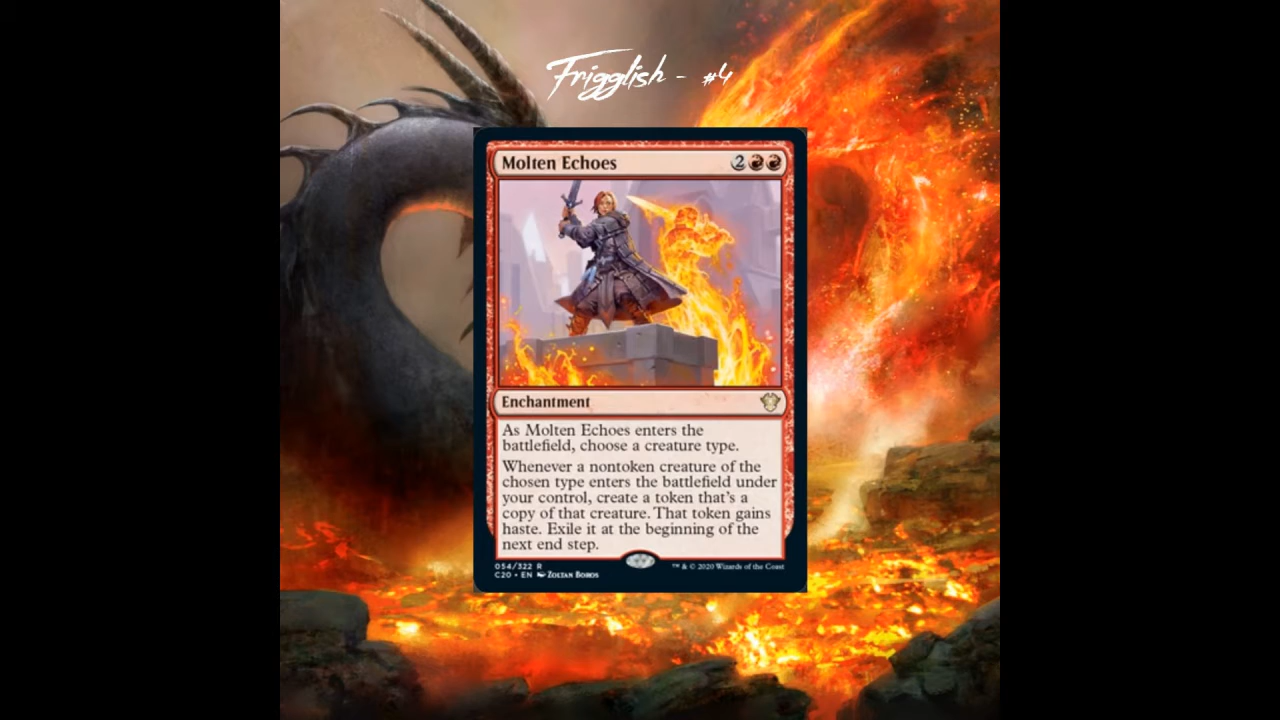 Frigglish - #4
Molten Echoes 2
Enchantment
As Molten Echoes enters the
battlefield, choose a creature type.
Whenever a nontoken creature of the
chosen type enters the battlefield under
your control, create a token that's a
copy of that creature. That token gains
haste. Exile it at the beginning of the
next end step.
054/322 R
C20 • EN Zoltan Boros
™ & © 2020 Wizards of the Coast